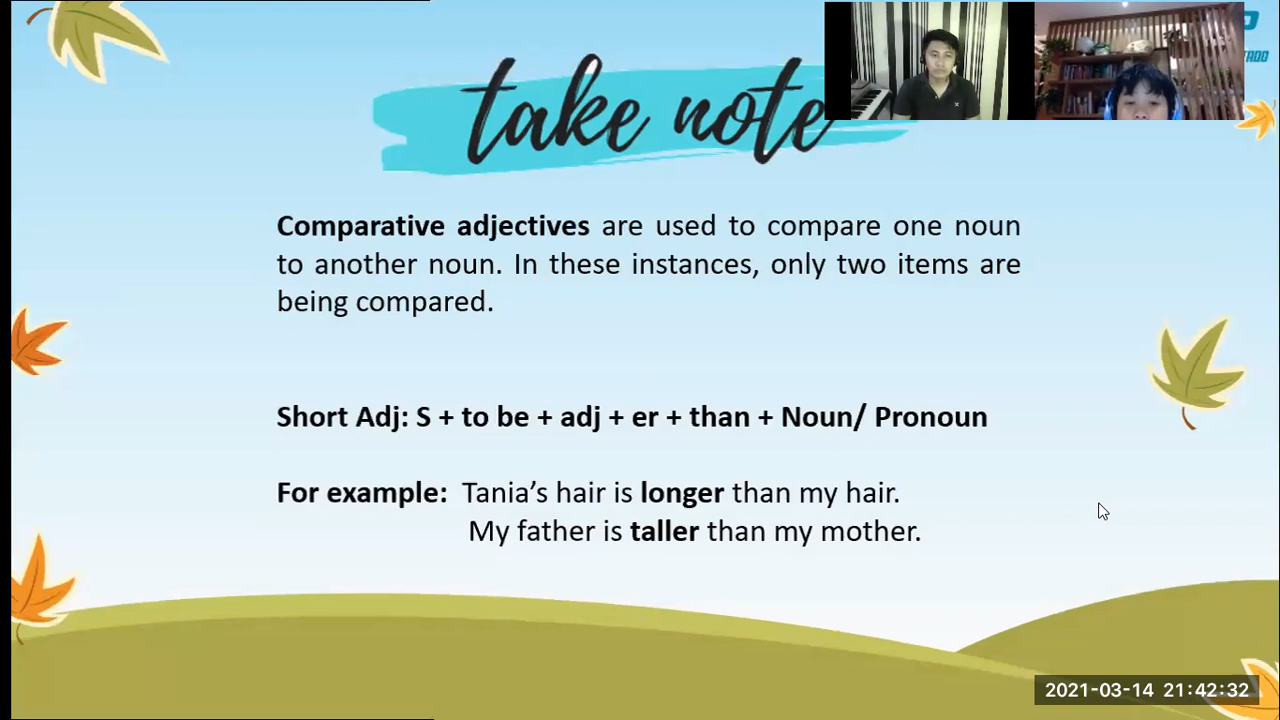 take note
Comparative adjectives are used to compare one noun
to another noun. In these instances, only two items are
being compared.
Short Adj: S + to be + adj + er + than + Noun/ Pronoun
For example: Tania’s hair is longer than my hair.
My father is taller than my mother.
2021-03-14 21:42:32